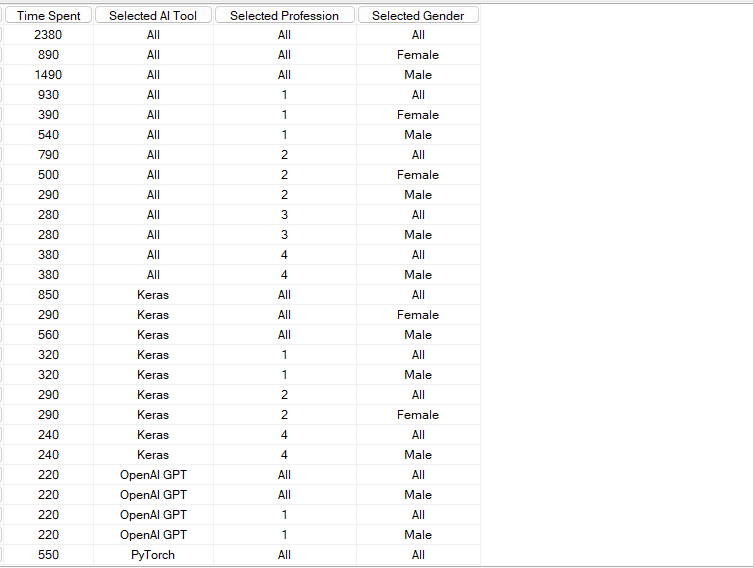 Time Spent Selected AI Tool Selected Profession Selected Gender
2380 All All All
890 All All Female
1490 All All Male
930 All 1 All
390 All 1 Female
540 All 1 Male
790 All 2 All
500 All 2 Female
290 All 2 Male
280 All 3 All
280 All 3 Male
380 All 4 All
380 All 4 Male
850 Keras All All
290 Keras All Female
560 Keras All Male
320 Keras 1 All
320 Keras 1 Male
290 Keras 2 All
290 Keras 2 Female
240 Keras 4 All
240 Keras 4 Male
220 OpenAI GPT All All
220 OpenAI GPT All Male
220 OpenAI GPT 1 All
220 OpenAI GPT 1 Male
550 PyTorch All All